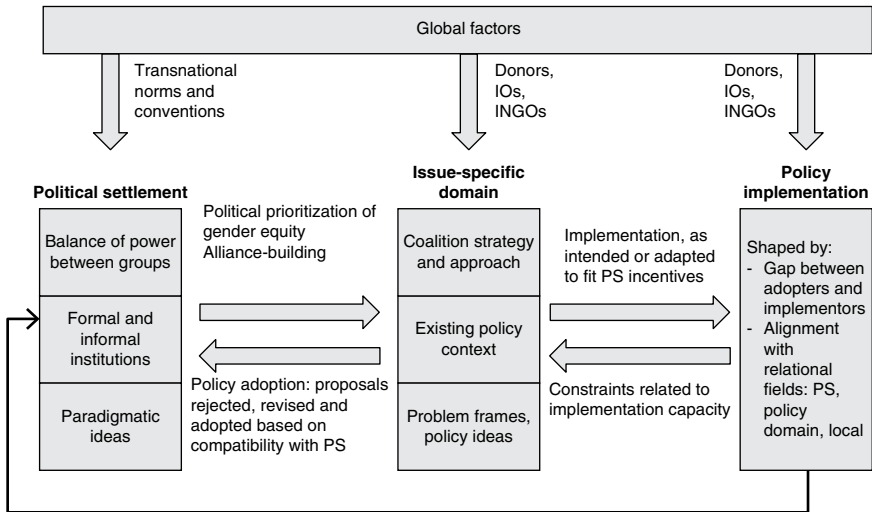 Global factors
Transnational
norms and
conventions
Donors,
IOs,
INGOs
Donors,
IOs,
INGOs
Political settlement
Issue-specific
domain
Policy
implementation
Balance of power
between groups
Formal and
informal
institutions
Paradigmatic
ideas
Political prioritization of
gender equity
Alliance-building
Policy adoption: proposals
rejected, revised and
adopted based on
compatibility with PS
Coalition strategy
and approach
Existing policy
context
Problem frames,
policy ideas
Implementation, as
intended or adapted
to fit PS incentives
Constraints related to
implementation capacity
Shaped by:
- Gap between
adopters and
implementors
- Alignment
with
relational
fields: PS,
policy
domain, local